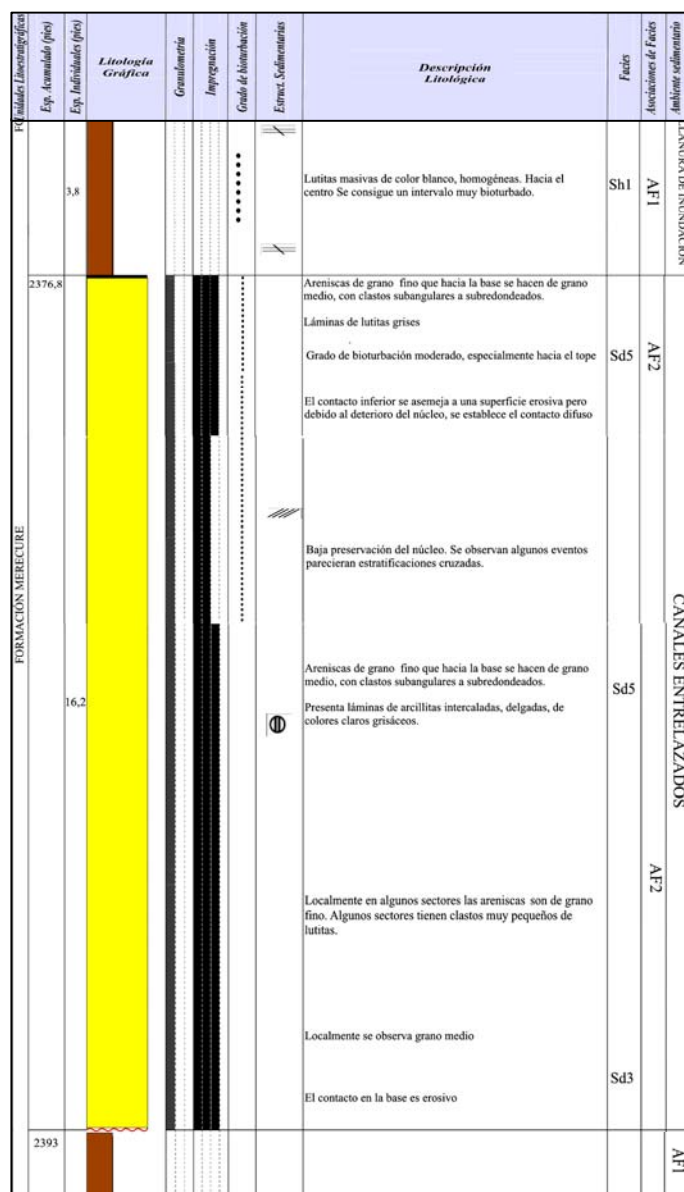 Unidades Litoestratigráficas
Esp. Acumulado (pies)
Esp. Individuales (pies)
Litología
Gráfica
Granulometría
Impregnación
Grado de bioturbación
Estruct. Sedimentarias
Descripción
Litológica
Facies
Asociaciones de Facies
Ambiente sedimentario
FO
3,8
Lutitas masivas de color blanco, homogéneas. Hacia el
centro Se consigue un intervalo muy bioturbado.
Sh1
AF1
LLANURA DE INUNDACIÓN
2376,8
Areniscas de grano fino que hacia la base se hacen de grano
medio, con clastos subangulares a subredondeados.
Láminas de lutitas grises
Grado de bioturbación moderado, especialmente hacia el tope
Sd5
AF2
El contacto inferior se asemeja a una superficie erosiva pero
debido al deterioro del núcleo, se establece el contacto difuso
Baja preservación del núcleo. Se observan algunos eventos
parecieran estratificaciones cruzadas.
FORMACIÓN MERECURE
CANALES ENTRELAZADOS
16,2
Areniscas de grano fino que hacia la base se hacen de grano
medio, con clastos subangulares a subredondeados.
Sd5
Presenta láminas de arcillitas intercaladas, delgadas, de
colores claros grisáceos.
AF2
Localmente en algunos sectores las areniscas son de grano
fino. Algunos sectores tienen clastos muy pequeños de
lutitas.
Localmente se observa grano medio
Sd3
El contacto en la base es erosivo
2393
AF1